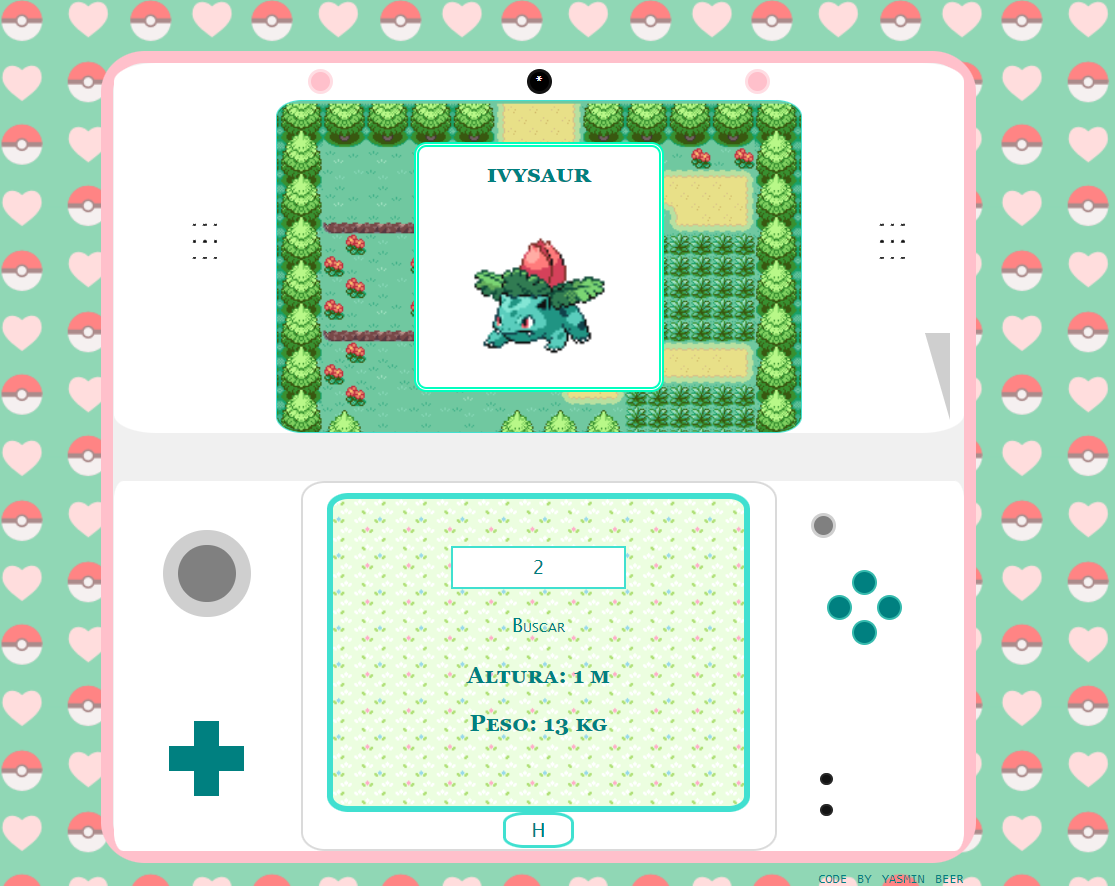 *
IVYSAUR
2
Buscar
Altura: 1 m
Peso: 13 kg
H
CODE BY YASMIN BEER